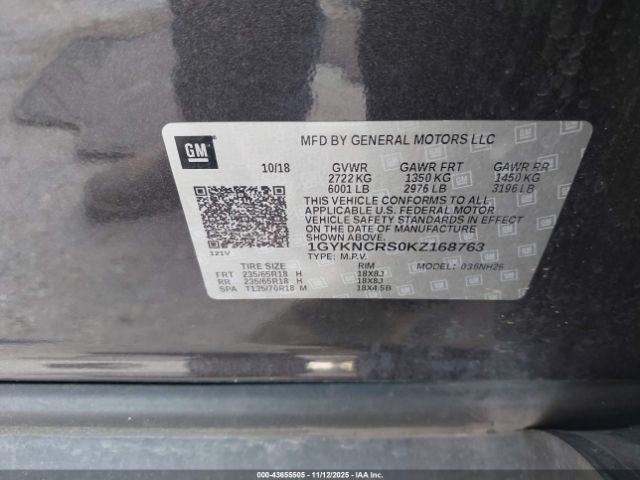 GM
MFD BY GENERAL MOTORS LLC
10/18 GVWR GAWR FRT GAWR RR
2722 KG 1350 KG 1450 KG
6001 LB 2976 LB 3196 LB
THIS VEHICLE CONFORMS TO ALL
APPLICABLE U.S. FEDERAL MOTOR
VEHICLE SAFETY STANDARDS IN EFFECT
ON THE DATE OF MANUFACTURE
SHOWN ABOVE.
1GYKNCRS0KZ168763
121V
TYPE: M.P.V. MODEL: 036NH26
TIRE SIZE RIM
FRT 235/65R18 H 18X8J
RR 235/65R18 H 18X8J
SPA T135/70R18 M 18X4.5B
000-43655505 - 11/12/2025 - IAAI.COM